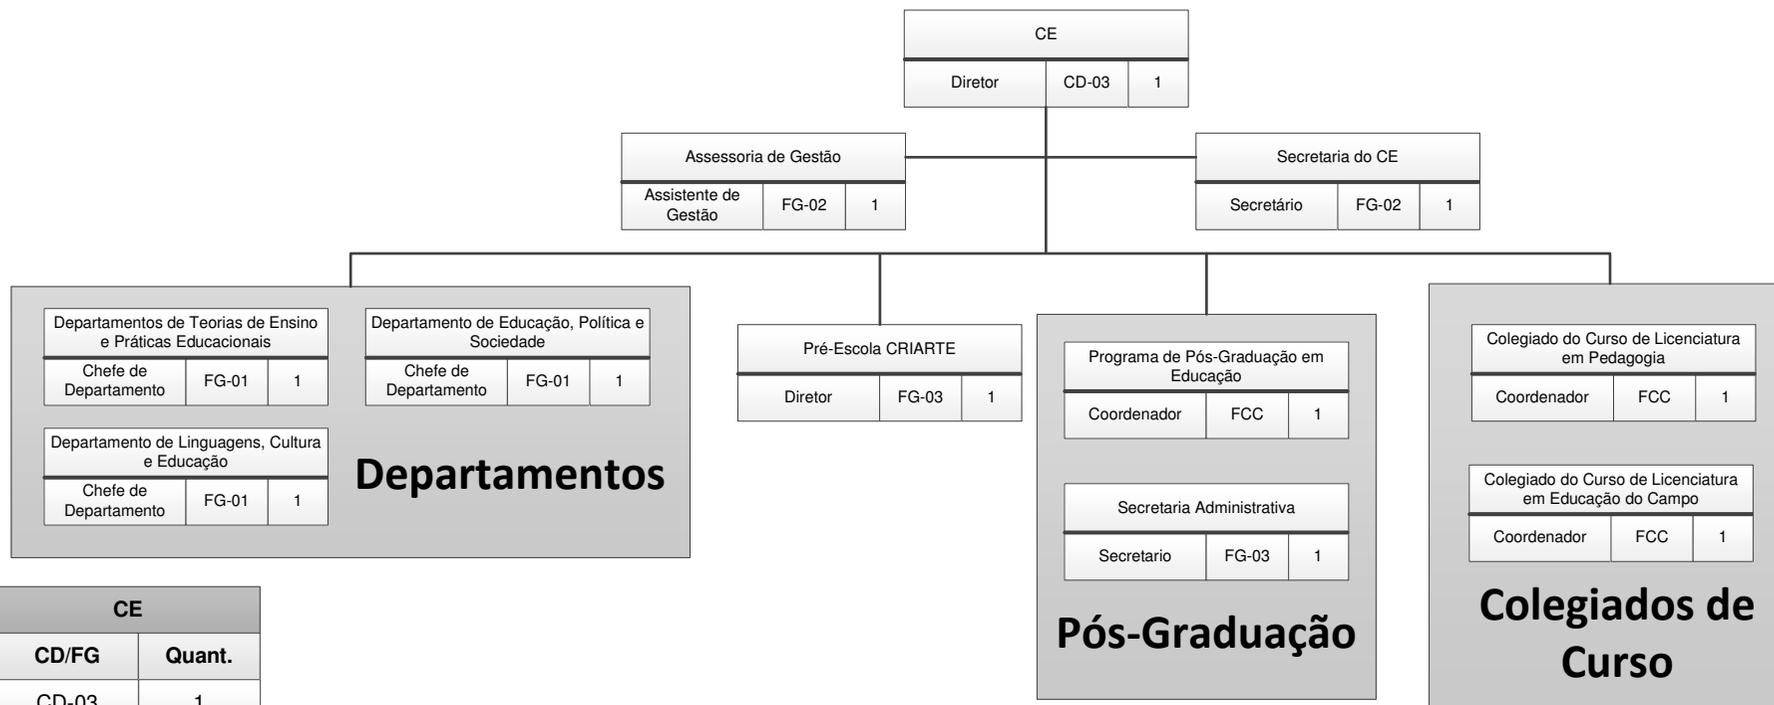 CE
Diretor CD-03 1
Assessoria de Gestão
Assistente de
Gestão
FG-02 1
Secretaria do CE
Secretário FG-02 1
Departamentos de Teorias de Ensino
e Práticas Educacionais
Chefe de
Departamento
FG-01 1
Departamento de Educação, Política e
Sociedade
Chefe de
Departamento
FG-01 1
Departamento de Linguagens, Cultura
e Educação
Chefe de
Departamento
FG-01 1
Departamentos
Pré-Escola CRIARTE
Diretor FG-03 1
Programa de Pós-Graduação em
Educação
Coordenador FCC 1
Secretaria Administrativa
Secretario FG-03 1
Pós-Graduação
Colegiado do Curso de Licenciatura
em Pedagogia
Coordenador FCC 1
Colegiado do Curso de Licenciatura
em Educação do Campo
Coordenador FCC 1
Colegiados de
Curso
CE
CD/FG Quant.
CD-03 1